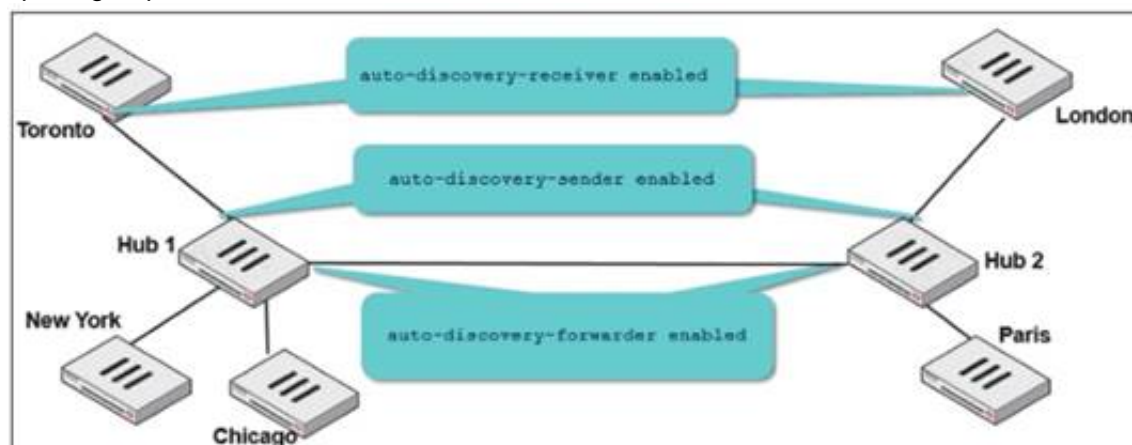 auto-discovery-receiver enabled
Toronto
London
auto-discovery-sender enabled
Hub 1
Hub 2
New York
auto-discovery-forwarder enabled
Paris
Chicago